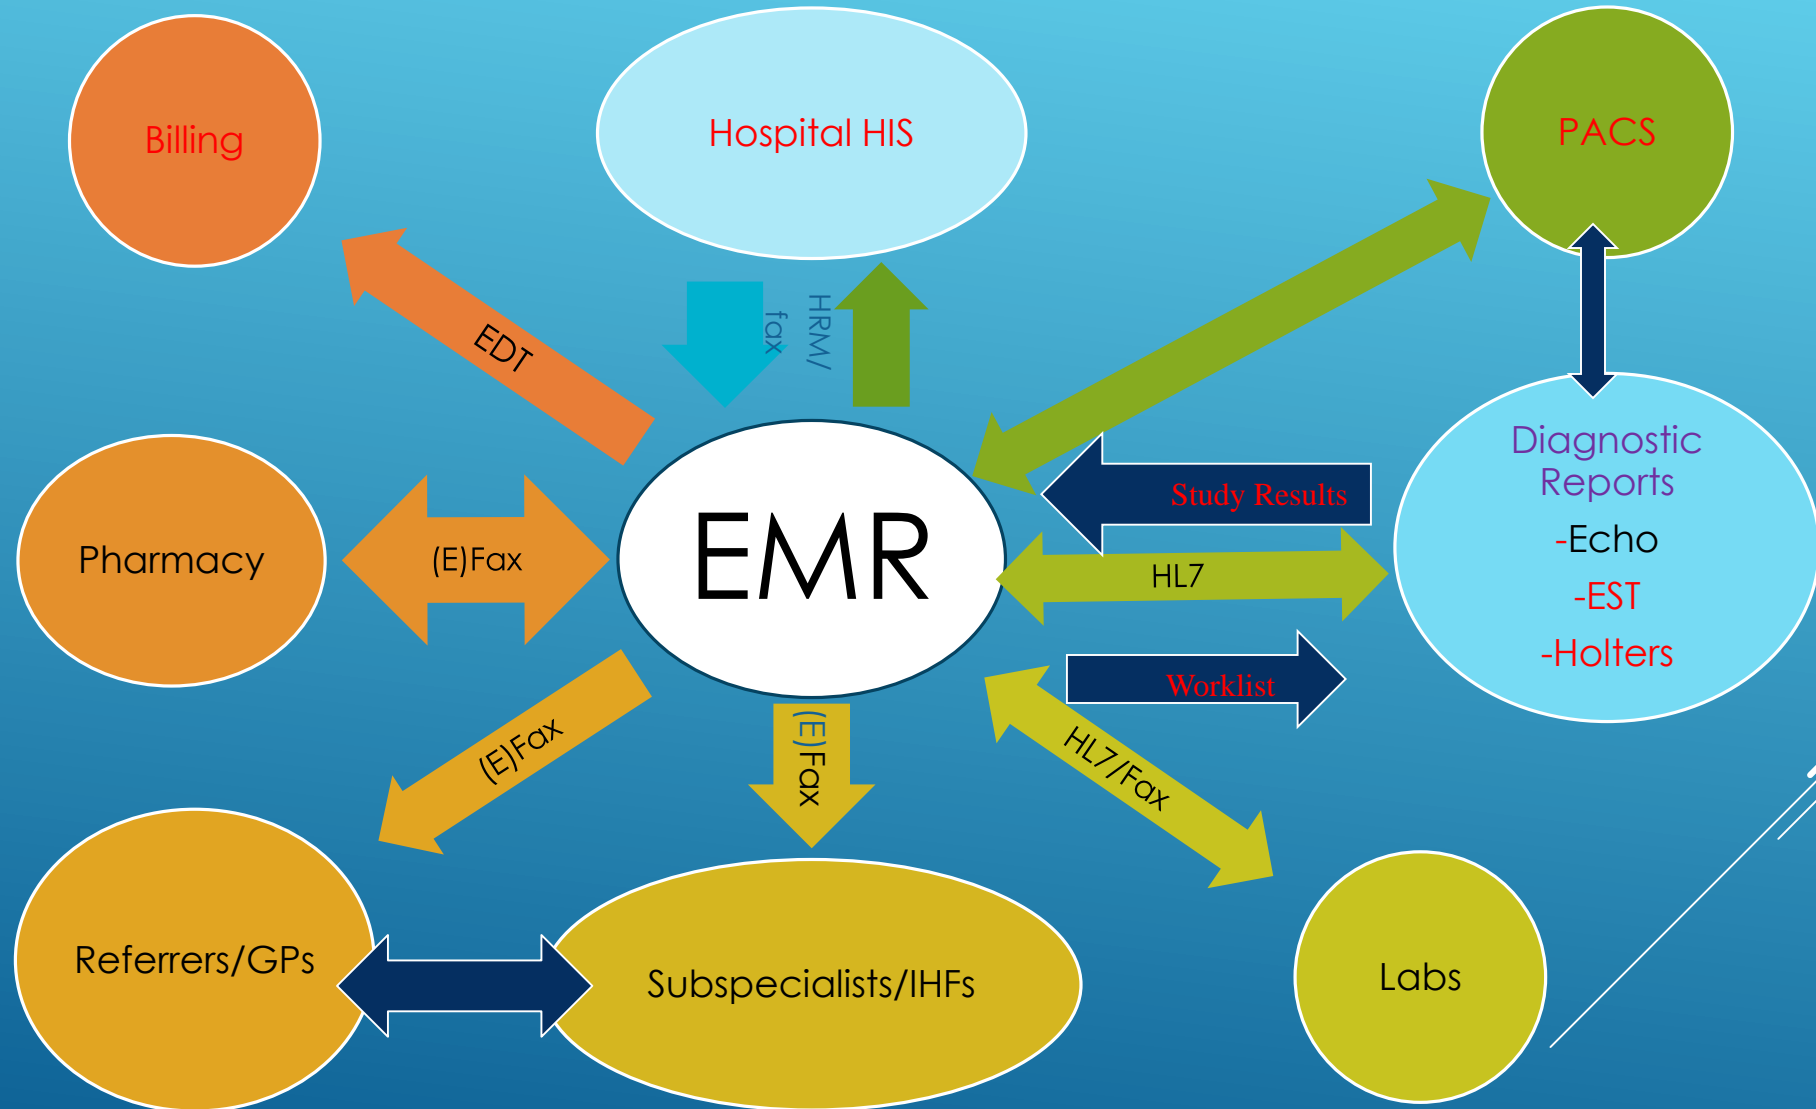 Billing
Hospital HIS
PACS
EDT
HRM/
fax
Diagnostic
Reports
-Echo
-EST
-Holters
Study Results
Pharmacy
(E)Fax
EMR
HL7
Worklist
(E)Fax
(E)Fax
HL7/Fax
Referrers/GPs
Subspecialists/IHFs
Labs